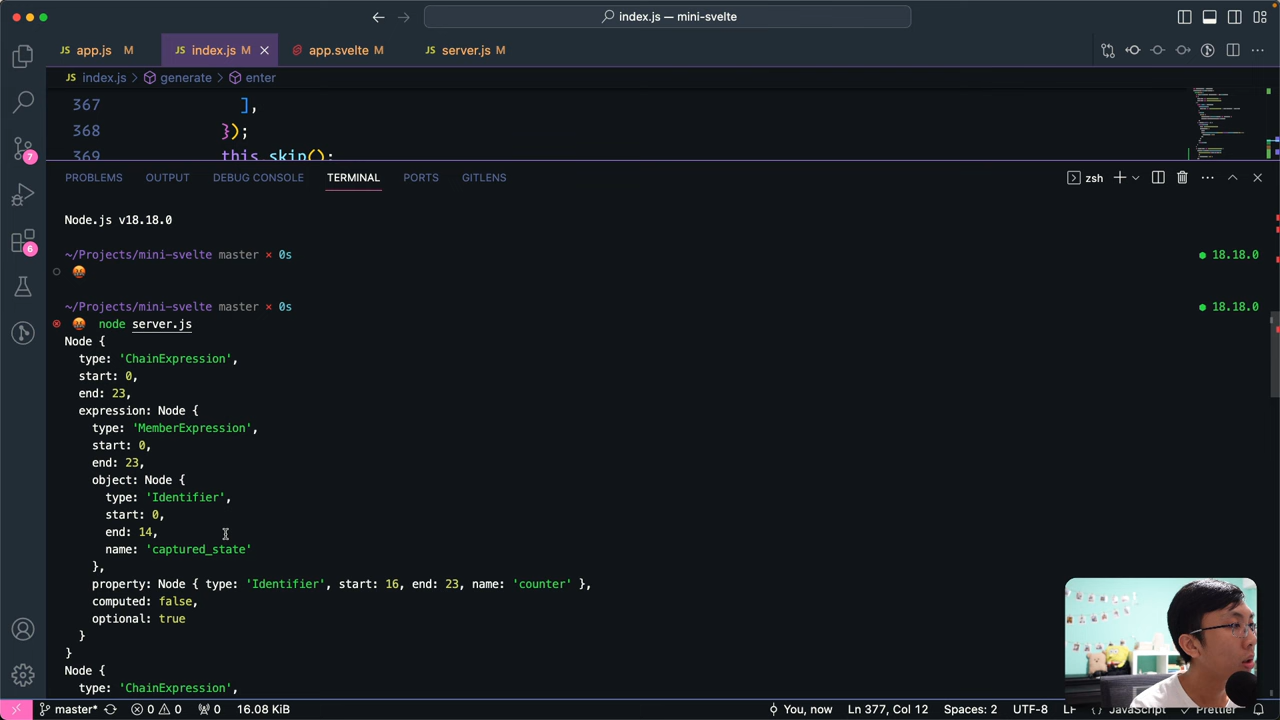 index.js — mini-svelte
JS app.js M
JS index.js M
app.svelte M
JS server.js M
JS index.js > generate > enter
367 ],
368 });
369 this.skip();
PROBLEMS OUTPUT DEBUG CONSOLE TERMINAL PORTS GITLENS
zsh
Node.js v18.18.0
~/Projects/mini-svelte master × 0s 18.18.0
~/Projects/mini-svelte master × 0s 18.18.0
node server.js
Node {
type: 'ChainExpression',
start: 0,
end: 23,
expression: Node {
type: 'MemberExpression',
start: 0,
end: 23,
object: Node {
type: 'Identifier',
start: 0,
end: 14,
name: 'captured_state'
},
property: Node { type: 'Identifier', start: 16, end: 23, name: 'counter' },
computed: false,
optional: true
}
}
Node {
type: 'ChainExpression',
7
6
master* 0 0 0 16.08 KiB You, now Ln 377, Col 12 Spaces: 2 UTF-8 LF JavaScript Prettier